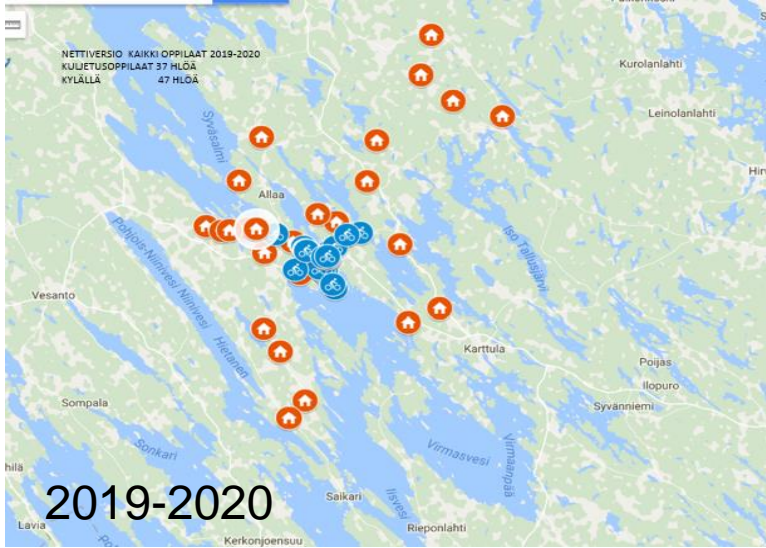 NETTIVERSIO KAIKKI OPPILAAT 2019-2020
KULJETUSOPPILAAT 37 HLÖÄ
KYLÄLLÄ 47 HLÖÄ
Kurolanlahti
Leinolanlahti
Syväsalmi
Allaa
Pohjois-Niinivesi Niinivesi
Hietanen
Iso Tallusjärvi
Vesanto
Karttula
Poijas
Ilopuro
Syvänniemi
Sompala
Sonkari
Virmasvesi
Virmaanpää
Saikari
Iisvesi
Rieponlahti
Lavia
Kerkonjoensuu
2019-2020